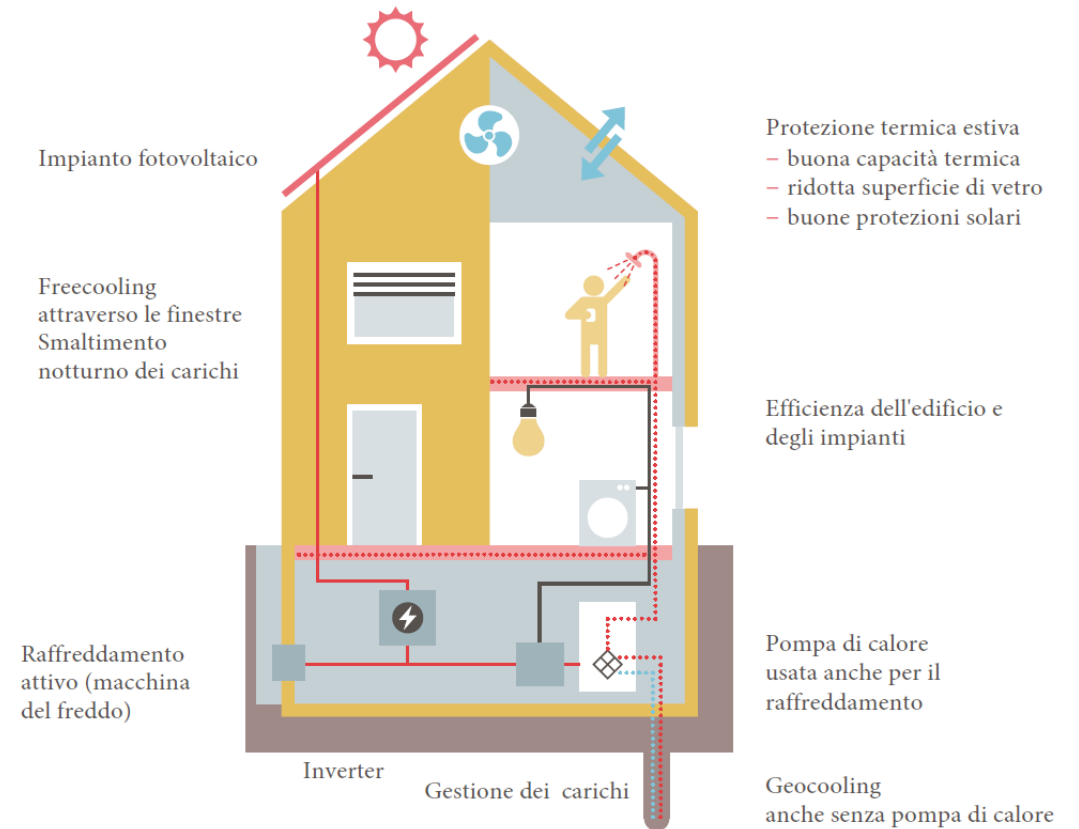 Impianto fotovoltaico
Freecooling
attraverso le finestre
Smaltimento
notturno dei carichi
Raffreddamento
attivo (macchina
del freddo)
Inverter
Gestione dei carichi
Protezione termica estiva
– buona capacità termica
– ridotta superficie di vetro
– buone protezioni solari
Efficienza dell'edificio e
degli impianti
Pompa di calore
usata anche per il
raffreddamento
Geocooling
anche senza pompa di calore